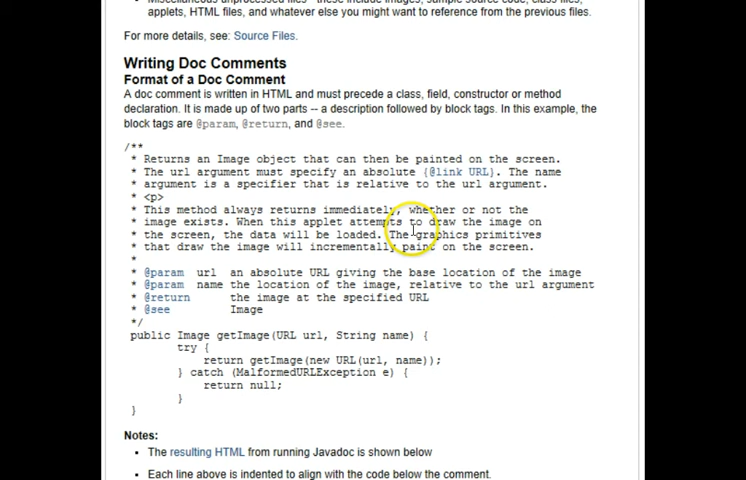 Miscellaneous unprocessed files--these include images, sample source code, class files,
applets, HTML files, and whatever else you might want to reference from the previous files.
For more details, see: Source Files.
Writing Doc Comments
Format of a Doc Comment
A doc comment is written in HTML and must precede a class, field, constructor or method
declaration. It is made up of two parts -- a description followed by block tags. In this example, the
block tags are @param, @return, and @see.
/**
* Returns an Image object that can then be painted on the screen.
* The url argument must specify an absolute {@link URL}. The name
* argument is a specifier that is relative to the url argument.
* <p>
* This method always returns immediately, whether or not the
* image exists. When this applet attempts to draw the image on
* the screen, the data will be loaded. The graphics primitives
* that draw the image will incrementally paint on the screen.
*
* @param url an absolute URL giving the base location of the image
* @param name the location of the image, relative to the url argument
* @return the image at the specified URL
* @see Image
*/
public Image getImage(URL url, String name) {
try {
return getImage(new URL(url, name));
} catch (MalformedURLException e) {
return null;
}
}
Notes:
• The resulting HTML from running Javadoc is shown below
• Each line above is indented to align with the code below the comment.